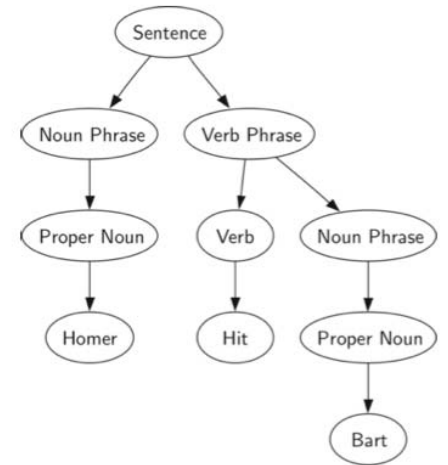 Sentence
Noun Phrase Verb Phrase
Proper Noun Verb Noun Phrase
Homer Hit Proper Noun
Bart